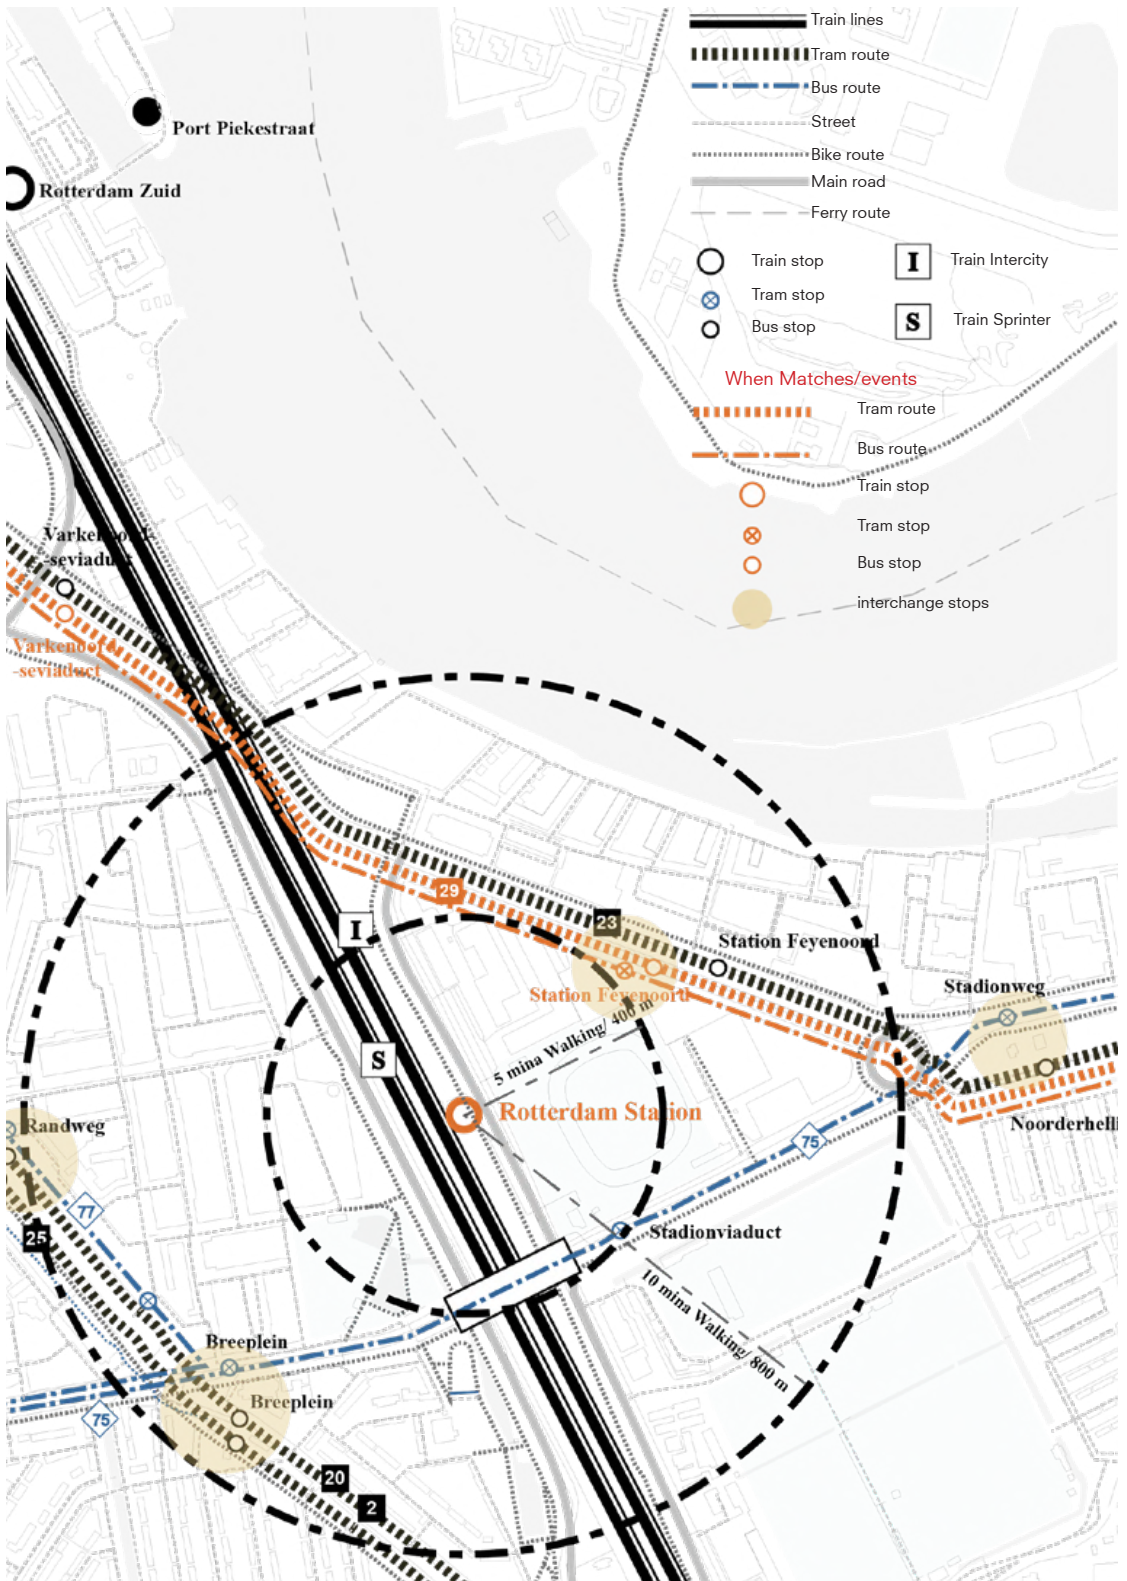 Train lines
Tram route
Bus route
Street
Bike route
Main road
Ferry route
Train stop
I
Train Intercity
Tram stop
Bus stop
S
Train Sprinter
When Matches/events
Tram route
Bus route
Train stop
Tram stop
Bus stop
interchange stops
Port Piekestraat
Rotterdam Zuid
-seviaduct
-seviaduct
29
23
I
Station Feyenoord
Station Feyenoord
Stadionweg
5 mina Walking/ 400 m
S
Rotterdam Station
Randweg
Noorderhelli
75
77
25
Stadionviaduct
10 mina Walking/ 800 m
Breeplein
Breeplein
75
20
2